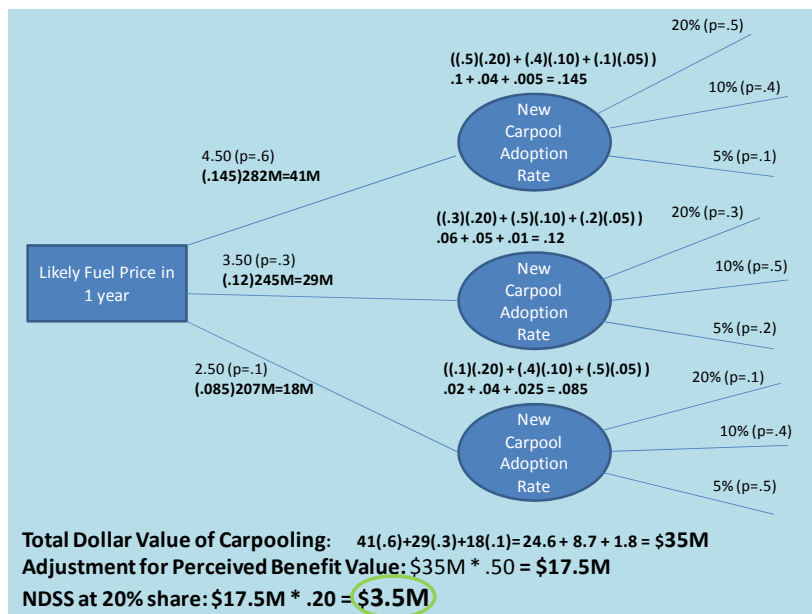 20% (p=.5)
((.5)(.20) + (.4)(.10) + (.1)(.05) )
.1 + .04 + .005 = .145
10% (p=.4)
New
Carpool
Adoption
Rate
4.50 (p=.6)
(.145)282M=41M
5% (p=.1)
((.3)(.20) + (.5)(.10) + (.2)(.05) )
.06 + .05 + .01 = .12
20% (p=.3)
Likely Fuel Price in
1 year
3.50 (p=.3)
(.12)245M=29M
New
Carpool
Adoption
Rate
10% (p=.5)
5% (p=.2)
2.50 (p=.1)
(.085)207M=18M
((.1)(.20) + (.4)(.10) + (.5)(.05) )
.02 + .04 + .025 = .085
20% (p=.1)
New
Carpool
Adoption
Rate
10% (p=.4)
5% (p=.5)
Total Dollar Value of Carpooling: 41(.6)+29(.3)+18(.1)=24.6 + 8.7 + 1.8 = $35M
Adjustment for Perceived Benefit Value: $35M * .50 = $17.5M
NDSS at 20% share: $17.5M * .20 = $3.5M